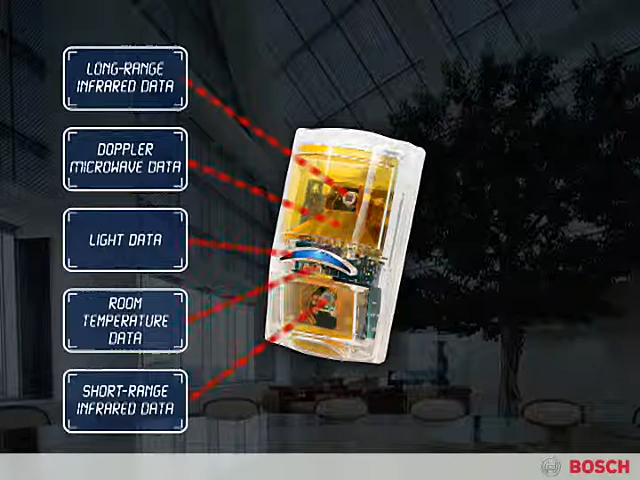 LONG-RANGE
INFRARED DATA
DOPPLER
MICROWAVE DATA
LIGHT DATA
ROOM
TEMPERATURE
DATA
SHORT-RANGE
INFRARED DATA
BOSCH